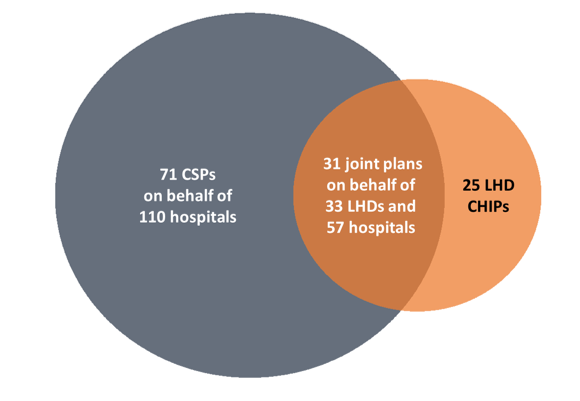 71 CSPs
on behalf of
110 hospitals
31 joint plans
on behalf of
33 LHDs and
57 hospitals
25 LHD
CHIPs